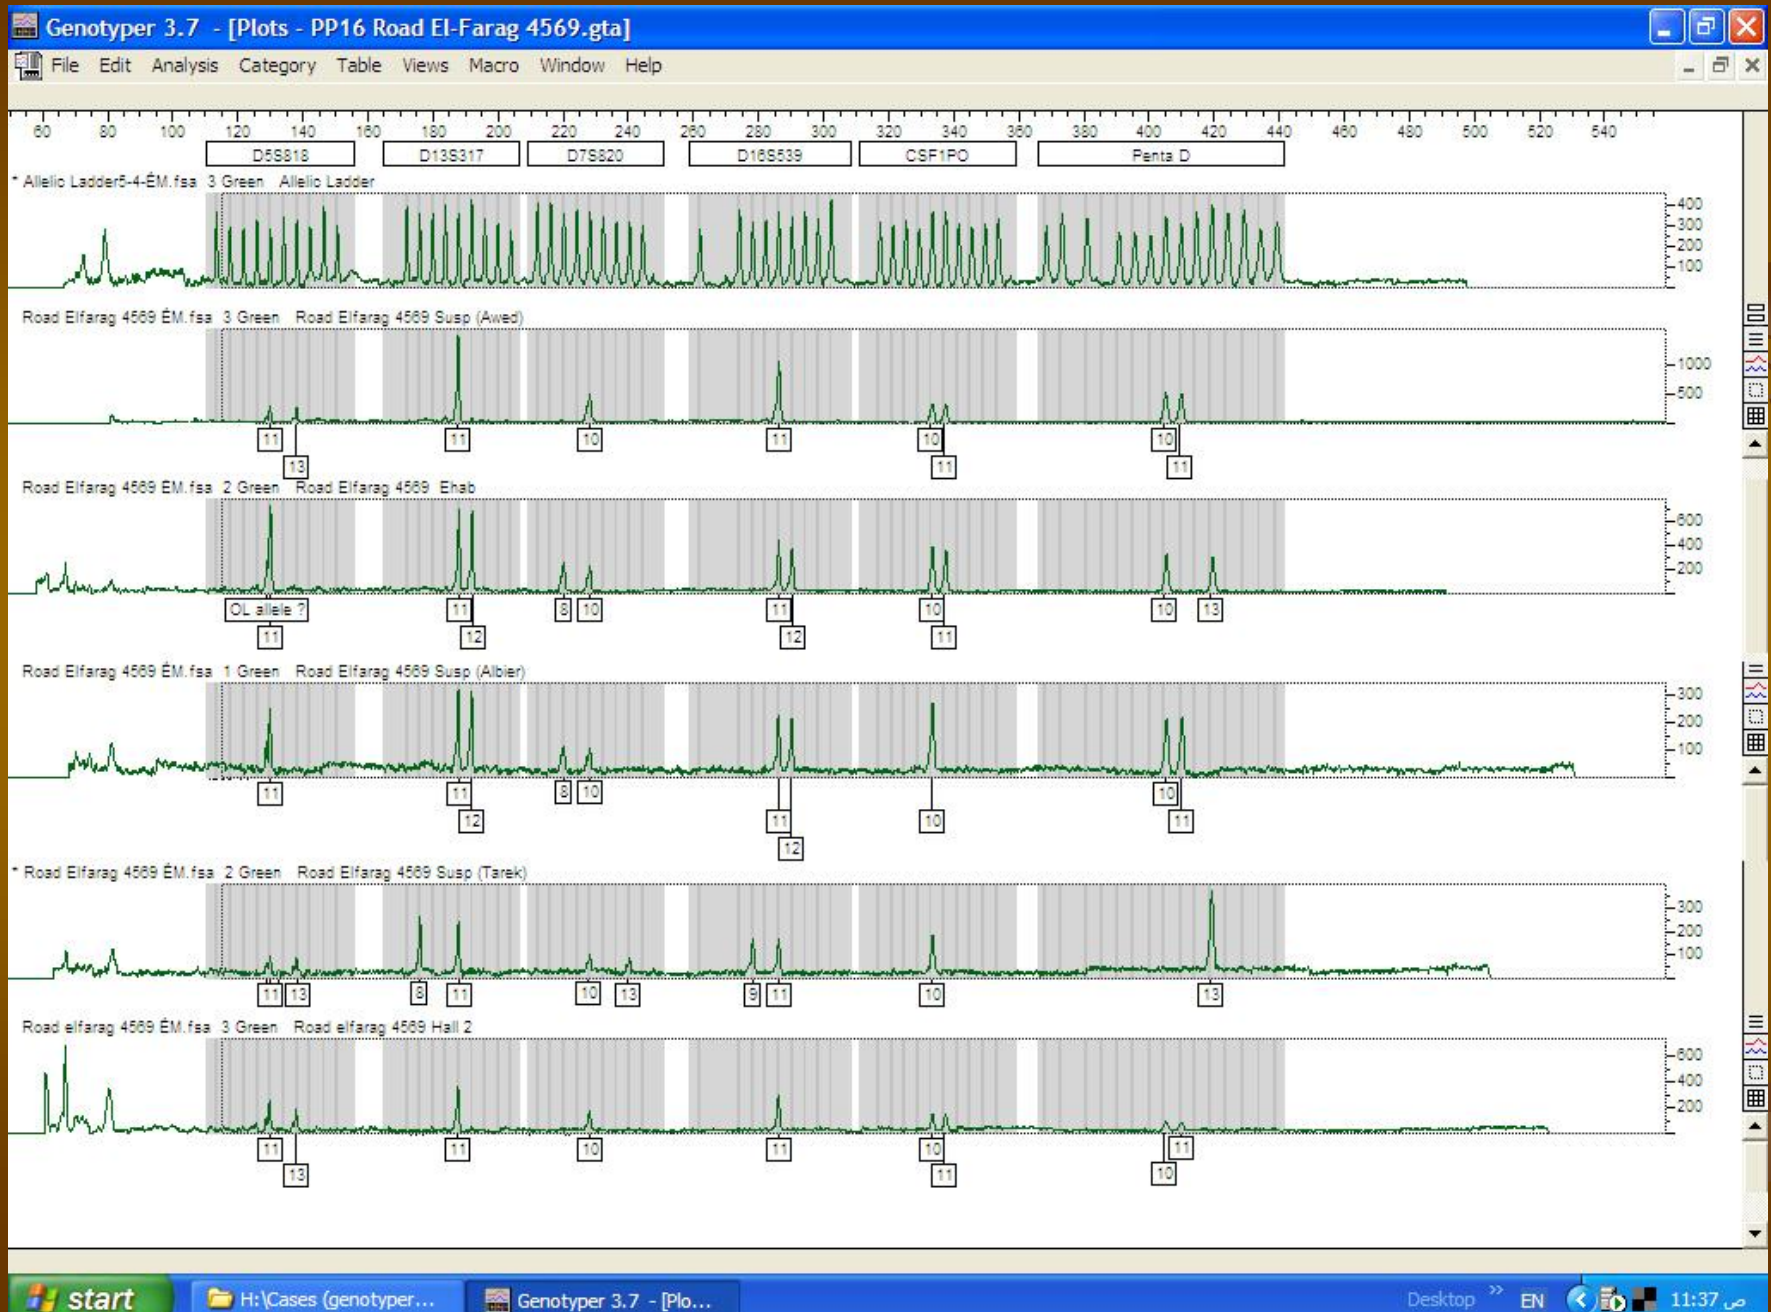 Genotyper 3.7 - [Plots - PP16 Road El-Farag 4569.gta]
File Edit Analysis Category Table Views Macro Window Help
60 80 100 120 140 160 180 200 220 240 260 280 300 320 340 360 380 400 420 440 460 480 500 520 540
D5S818 D13S317 D7S820 D16S539 CSF1PO Penta D
* Allelic Ladder5-4-ÉM.fsa 3 Green Allelic Ladder
400
300
200
100
Road Elfarag 4569 ÉM.fsa 3 Green Road Elfarag 4569 Susp (Awed)
1000
500
11 11 10 11 10 10
13 11 11
Road Elfarag 4569 ÉM.fsa 2 Green Road Elfarag 4569 Ehab
600
400
200
OL allele ? 11 8 10 11 10 10 13
11 12 12 11
Road Elfarag 4569 ÉM.fsa 1 Green Road Elfarag 4569 Susp (Albier)
300
200
100
11 11 8 10 10
12 11 10 11
12
* Road Elfarag 4569 ÉM.fsa 2 Green Road Elfarag 4569 Susp (Tarek)
300
200
100
11 13 8 11 10 13 9 11 10 13
Road elfarag 4569 ÉM.fsa 3 Green Road elfarag 4569 Hall 2
600
400
200
11 11 10 11 10 11
13 11 10
start H:\Cases (genotyper... Genotyper 3.7 - [Plo... Desktop » EN 11:37 ص